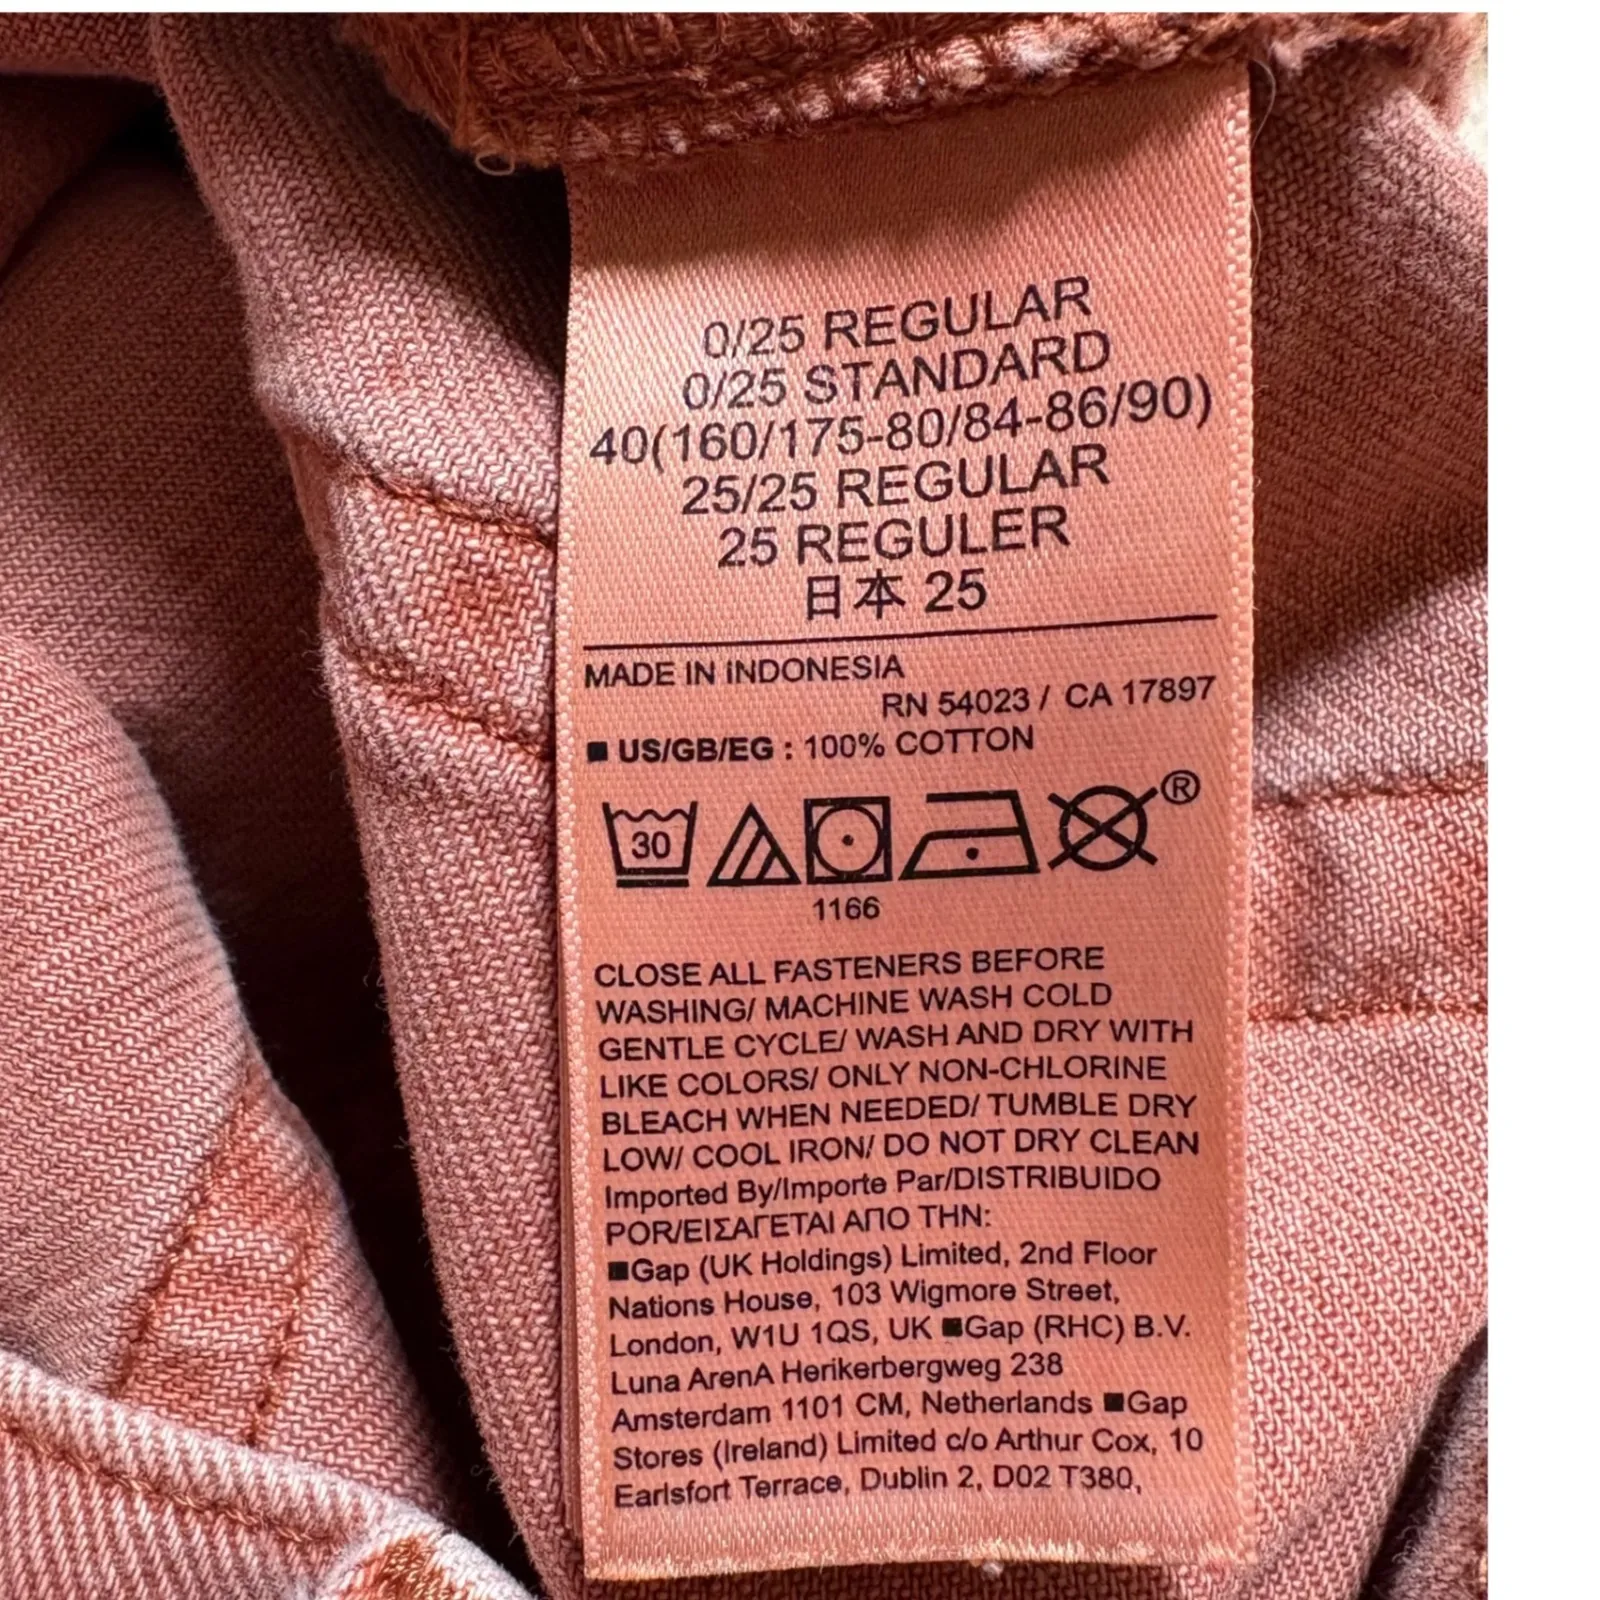 0/25 REGULAR
0/25 STANDARD
40(160/175-80/84-86/90)
25/25 REGULAR
25 REGULER
日本 25
MADE IN INDONESIA
RN 54023 / CA 17897
■ US/GB/EG : 100% COTTON
30
®
1166
CLOSE ALL FASTENERS BEFORE
WASHING/ MACHINE WASH COLD
GENTLE CYCLE/ WASH AND DRY WITH
LIKE COLORS/ ONLY NON-CHLORINE
BLEACH WHEN NEEDED/ TUMBLE DRY
LOW/ COOL IRON/ DO NOT DRY CLEAN
Imported By/Importe Par/DISTRIBUIDO
POR/ΕΙΣΑΓΕΤΑΙ ΑΠΟ ΤΗΝ:
■Gap (UK Holdings) Limited, 2nd Floor
Nations House, 103 Wigmore Street,
London, W1U 1QS, UK ■Gap (RHC) B.V.
Luna ArenA Herikerbergweg 238
Amsterdam 1101 CM, Netherlands ■Gap
Stores (Ireland) Limited c/o Arthur Cox, 10
Earlsfort Terrace, Dublin 2, D02 T380,